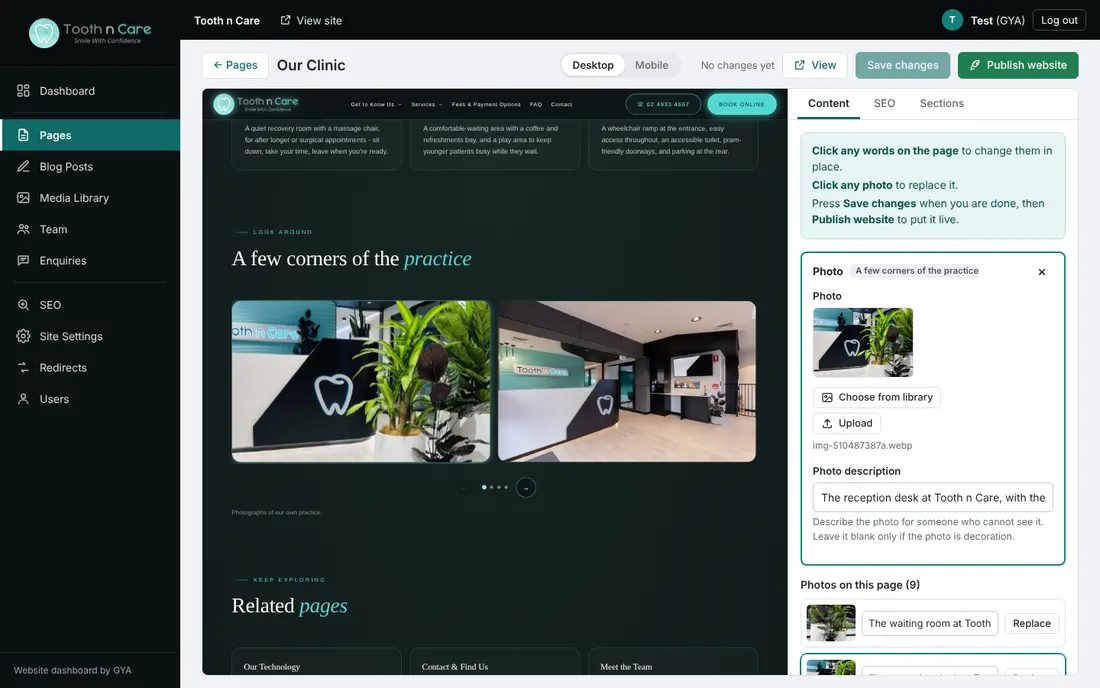 Tooth n Care
Smile With Confidence
Dashboard
Pages
Blog Posts
Media Library
Team
Enquiries
SEO
Site Settings
Redirects
Users
Website dashboard by GYA
Tooth n Care
View site
T
Test (GYA)
Log out
← Pages
Our Clinic
Desktop
Mobile
No changes yet
View
Save changes
Publish website
Tooth n Care
Smile With Confidence
Get to Know Us
Services
Fees & Payment Options
FAQ
Contact
☏ 02 4933 4667
BOOK ONLINE
A quiet recovery room with a massage chair,
for after longer or surgical appointments - sit
down, take your time, leave when you're ready.
A comfortable waiting area with a coffee and
refreshments bay, and a play area to keep
younger patients busy while they wait.
A wheelchair ramp at the entrance, easy
access throughout, an accessible toilet, pram-
friendly doorways, and parking at the rear.
LOOK AROUND
A few corners of the practice
oth n Care
Tooth n Care
→
Photographs of our own practice.
KEEP EXPLORING
Related pages
Our Technology
Contact & Find Us
Meet the Team
Content
SEO
Sections
Click any words on the page to change them in
place.
Click any photo to replace it.
Press Save changes when you are done, then
Publish website to put it live.
Photo
A few corners of the practice
×
Photo
Choose from library
Upload
img-510487387a.webp
Photo description
The reception desk at Tooth n Care, with the
Describe the photo for someone who cannot see it.
Leave it blank only if the photo is decoration.
Photos on this page (9)
The waiting room at Tooth
Replace